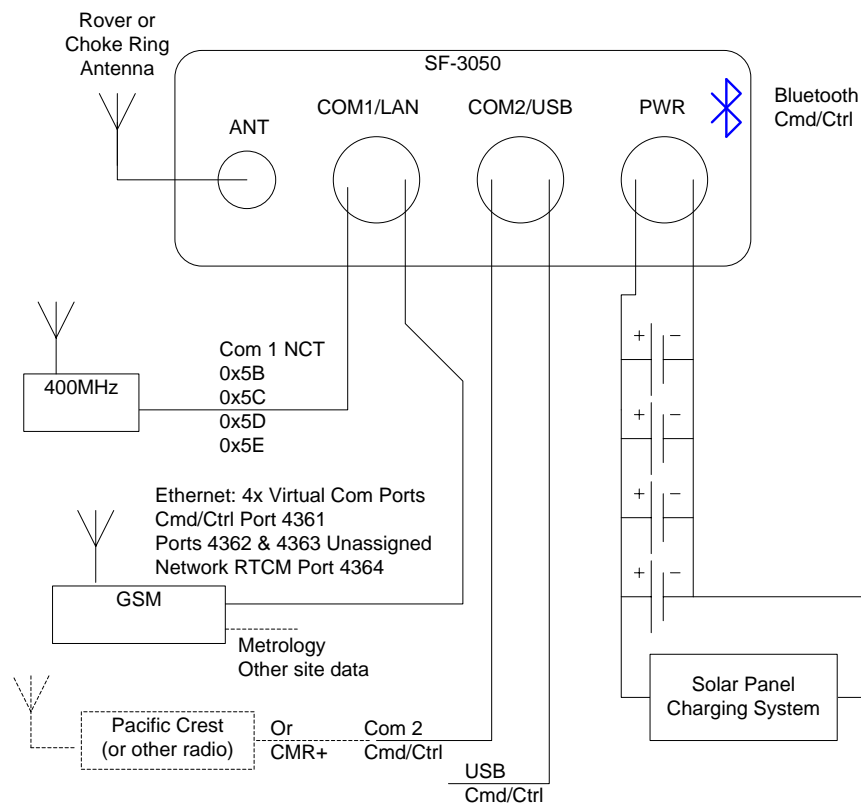 Rover or
Choke Ring
Antenna
SF-3050
ANT
COM1/LAN
COM2/USB
PWR
Bluetooth
Cmd/Ctrl
400MHz
Com 1 NCT
0x5B
0x5C
0x5D
0x5E
+ −
+ −
+ −
+ −
Ethernet: 4x Virtual Com Ports
Cmd/Ctrl Port 4361
Ports 4362 & 4363 Unassigned
Network RTCM Port 4364
GSM
Metrology
Other site data
Solar Panel
Charging System
Pacific Crest
(or other radio)
Or
CMR+
Com 2
Cmd/Ctrl
USB
Cmd/Ctrl